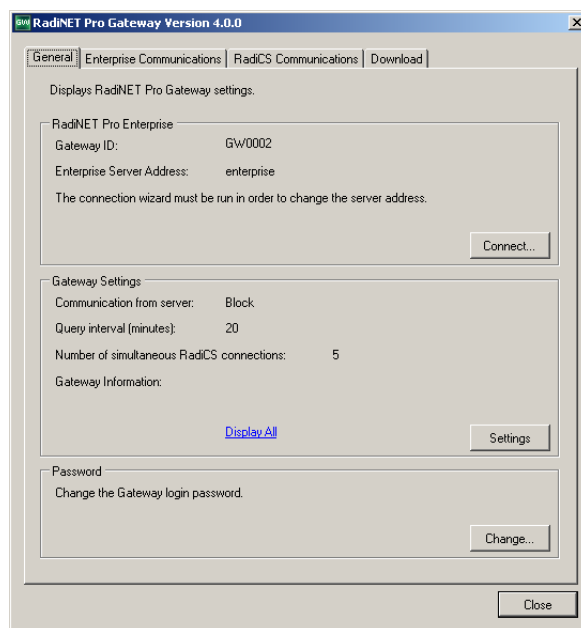 GW RadiNET Pro Gateway Version 4.0.0
General Enterprise Communications RadiCS Communications Download
Displays RadiNET Pro Gateway settings.
RadiNET Pro Enterprise
Gateway ID: GW0002
Enterprise Server Address: enterprise
The connection wizard must be run in order to change the server address.
Connect...
Gateway Settings
Communication from server: Block
Query interval (minutes): 20
Number of simultaneous RadiCS connections: 5
Gateway Information:
Display All
Settings
Password
Change the Gateway login password.
Change...
Close